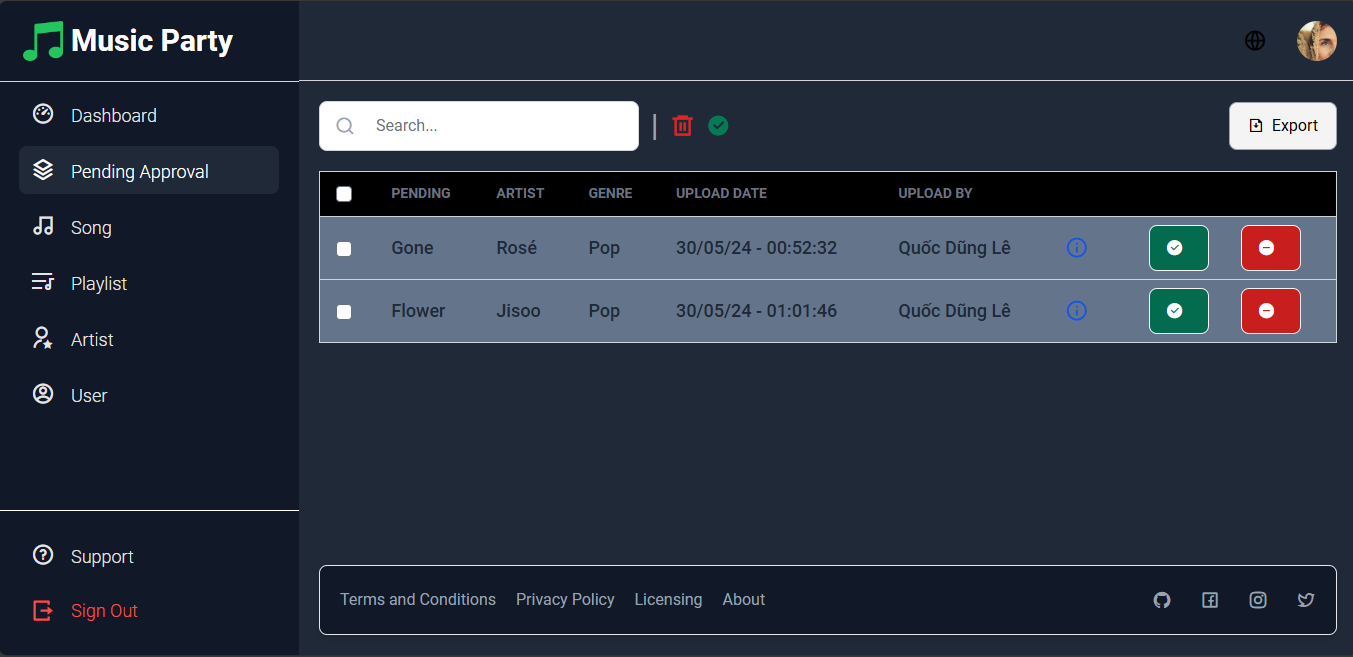 Music Party
Dashboard
Pending Approval
Song
Playlist
Artist
User
Support
Sign Out
Search...
Export
PENDING ARTIST GENRE UPLOAD DATE UPLOAD BY
Gone Rosé Pop 30/05/24 - 00:52:32 Quốc Dũng Lê
Flower Jisoo Pop 30/05/24 - 01:01:46 Quốc Dũng Lê
Terms and Conditions Privacy Policy Licensing About